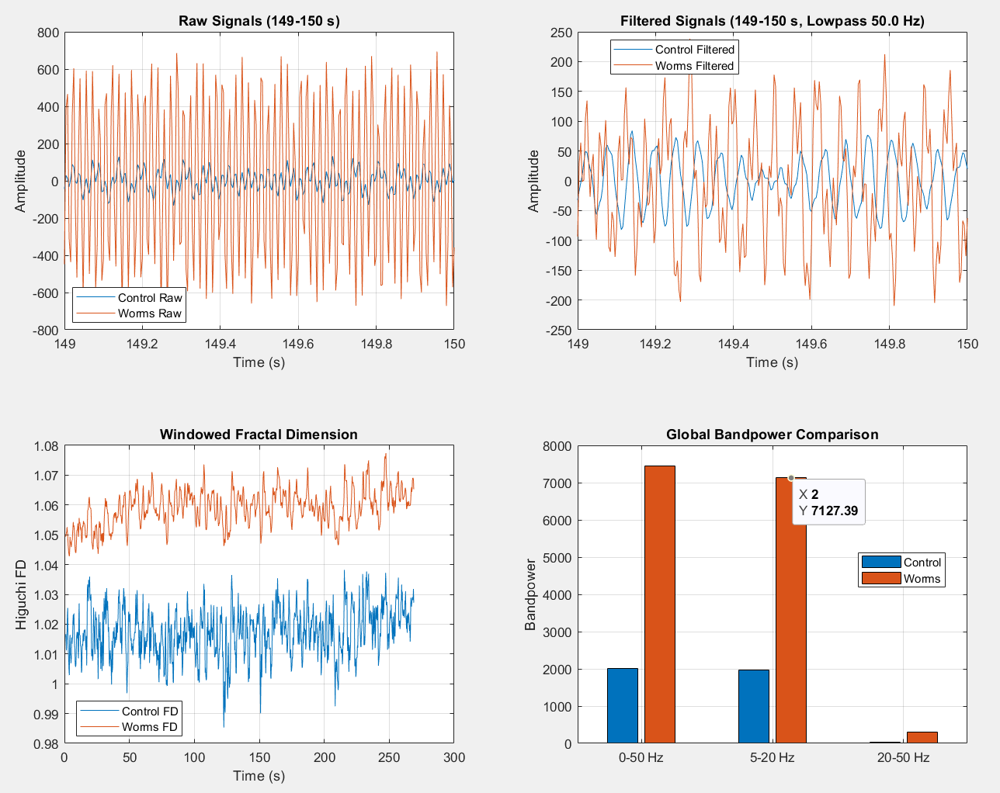 Raw Signals (149-150 s)
800
600
400
200
0
-200
-400
-600
-800
Amplitude
Control Raw
Worms Raw
149
149.2
149.4
149.6
149.8
150
Time (s)
Filtered Signals (149-150 s, Lowpass 50.0 Hz)
250
200
150
100
50
0
-50
-100
-150
-200
-250
Amplitude
Control Filtered
Worms Filtered
149
149.2
149.4
149.6
149.8
150
Time (s)
Windowed Fractal Dimension
1.08
1.07
1.06
1.05
1.04
1.03
1.02
1.01
1
0.99
0.98
Higuchi FD
Control FD
Worms FD
0
50
100
150
200
250
300
Time (s)
Global Bandpower Comparison
8000
7000
6000
5000
4000
3000
2000
1000
0
Bandpower
X 2
Y 7127.39
Control
Worms
0-50 Hz
5-20 Hz
20-50 Hz